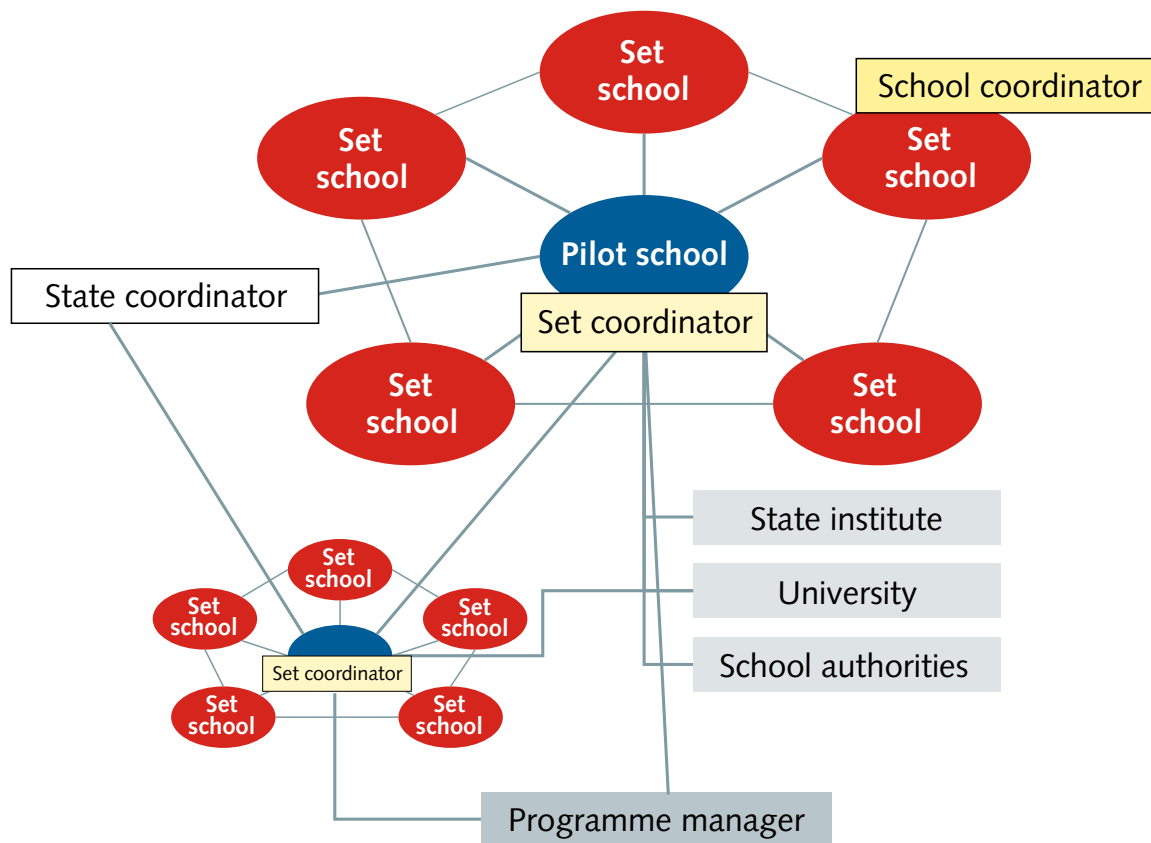 Set
school
School coordinator
Set
school
Set
school
Pilot school
State coordinator
Set coordinator
Set
school
Set
school
State institute
Set
school
University
Set
school
Set
school
School authorities
Set coordinator
Set
school
Set
school
Programme manager